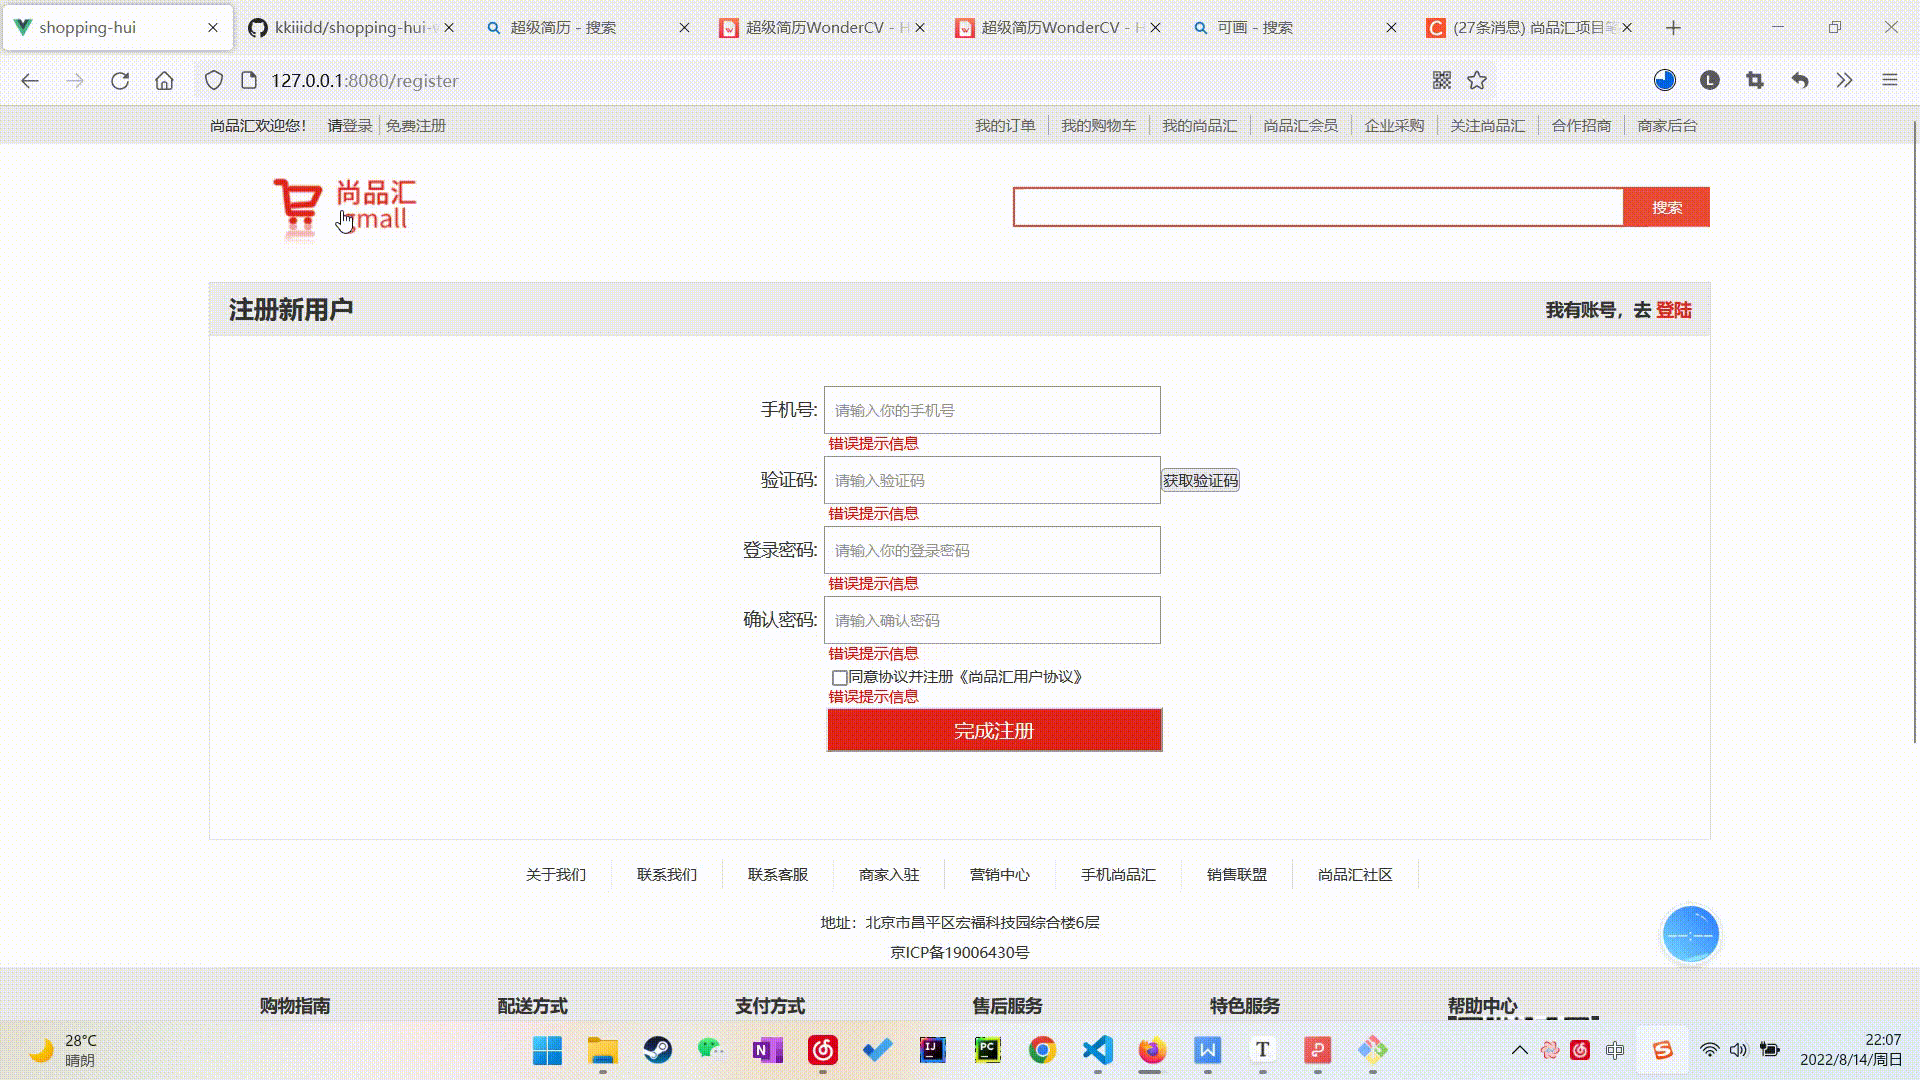 shopping-hui
kkiiidd/shopping-hui-
超级简历 - 搜索
超级简历WonderCV - H
超级简历WonderCV - H
可画 - 搜索
(27条消息) 尚品汇项目笔
127.0.0.1:8080/register
尚品汇欢迎您! 请登录 免费注册
我的订单 我的购物车 我的尚品汇 尚品汇会员 企业采购 关注尚品汇 合作招商 商家后台
尚品汇
mall
搜索
注册新用户
我有账号，去 登陆
手机号: 请输入你的手机号
错误提示信息
验证码: 请输入验证码 获取验证码
错误提示信息
登录密码: 请输入你的登录密码
错误提示信息
确认密码: 请输入确认密码
错误提示信息
同意协议并注册《尚品汇用户协议》
错误提示信息
完成注册
关于我们 联系我们 联系客服 商家入驻 营销中心 手机尚品汇 销售联盟 尚品汇社区
地址：北京市昌平区宏福科技园综合楼6层
京ICP备19006430号
购物指南 配送方式 支付方式 售后服务 特色服务 帮助中心
28°C
晴朗
中
22:07
2022/8/14/周日